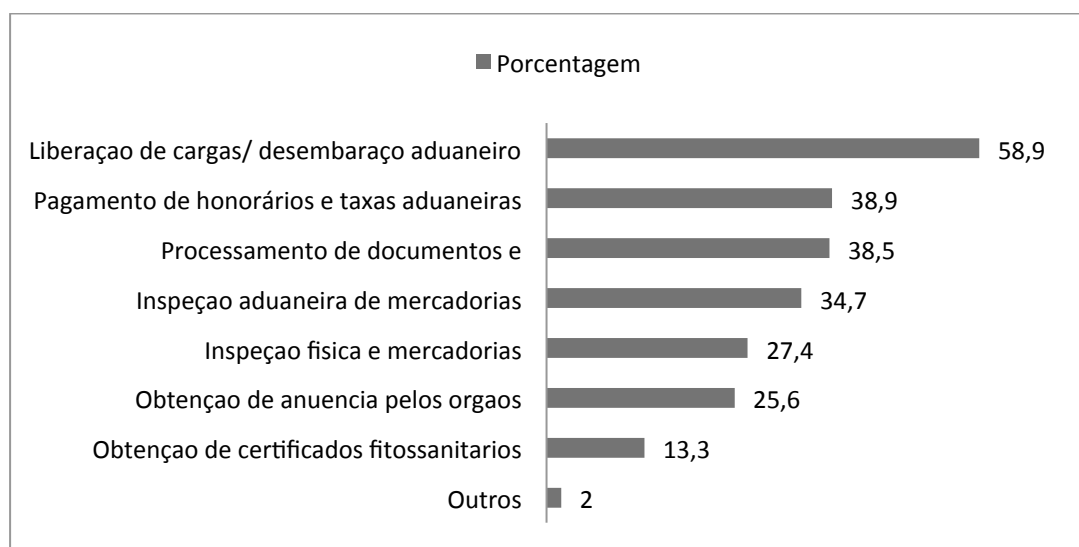 Porcentagem
Liberaçao de cargas/ desembaraço aduaneiro 58,9
Pagamento de honorários e taxas aduaneiras 38,9
Processamento de documentos e 38,5
Inspeçao aduaneira de mercadorias 34,7
Inspeçao fisica e mercadorias 27,4
Obtençao de anuencia pelos orgaos 25,6
Obtençao de certificados fitossanitarios 13,3
Outros 2